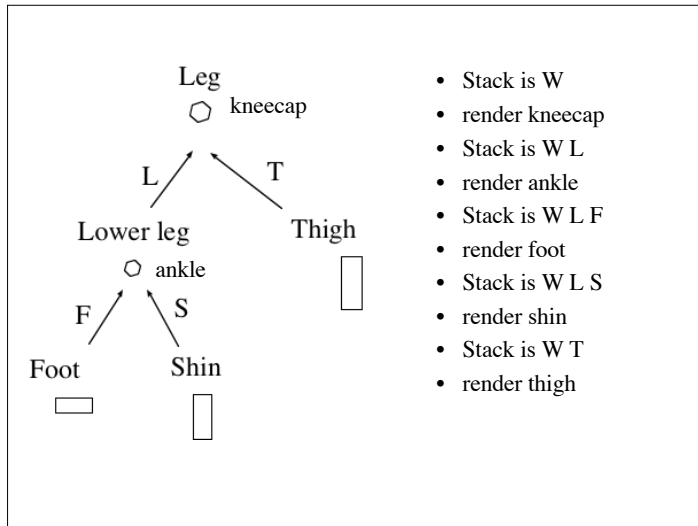 Leg
kneecap
L
T
Lower leg
Thigh
ankle
F
S
Foot
Shin
• Stack is W
• render kneecap
• Stack is W L
• render ankle
• Stack is W L F
• render foot
• Stack is W L S
• render shin
• Stack is W T
• render thigh